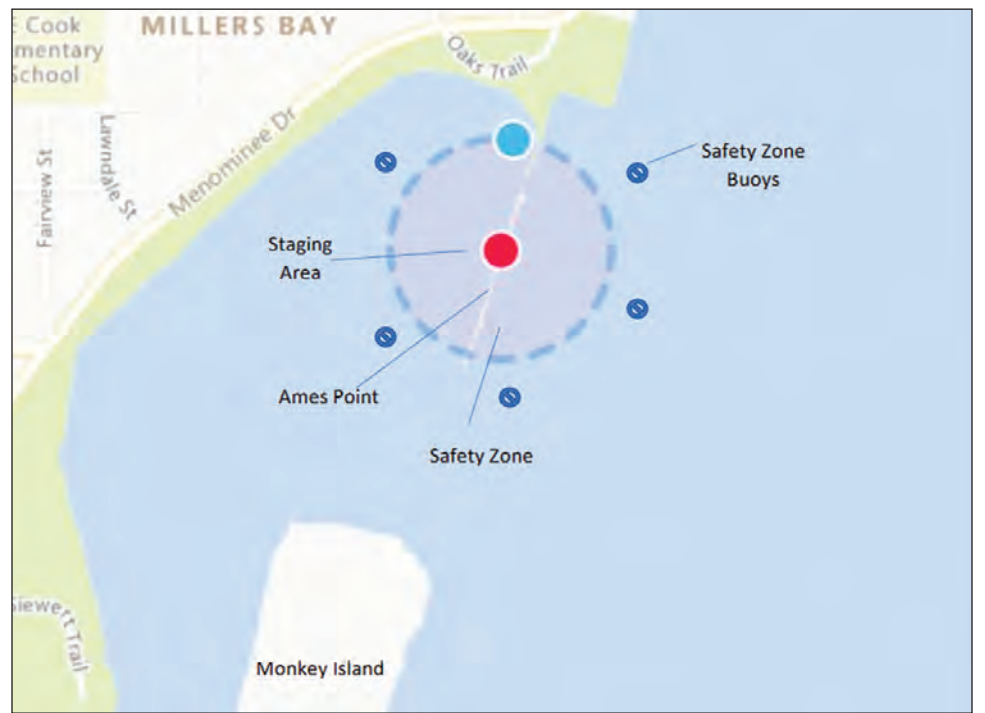 Cook
MILLERS BAY
mentary
School
Oaks Trail
Lawndale St
Fairview St
Menominee Dr
Safety Zone
Buoys
Staging
Area
Ames Point
Safety Zone
Siewert Trail
Monkey Island